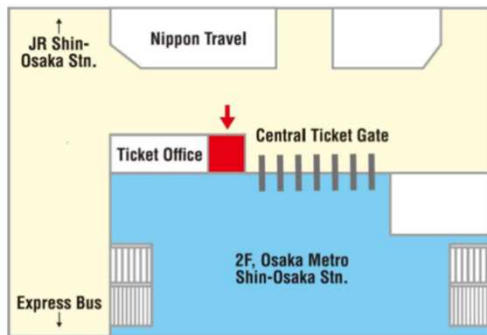 ↑
JR Shin-
Osaka Stn.
Nippon Travel
Ticket Office
Central Ticket Gate
2F, Osaka Metro
Shin-Osaka Stn.
Express Bus
↓